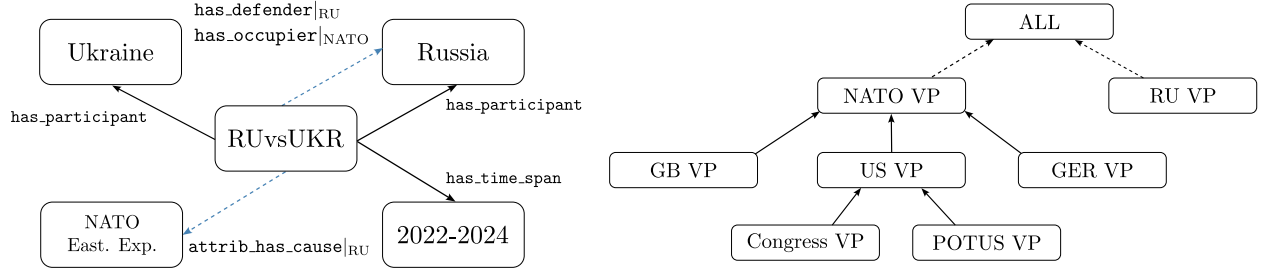 has_defender|RU
has_occupier|NATO
Ukraine
Russia
has_participant
has_participant
RUvsUKR
has_time_span
NATO
East. Exp.
attrib_has_cause|RU
2022-2024
ALL
NATO VP
RU VP
GB VP
US VP
GER VP
Congress VP
POTUS VP